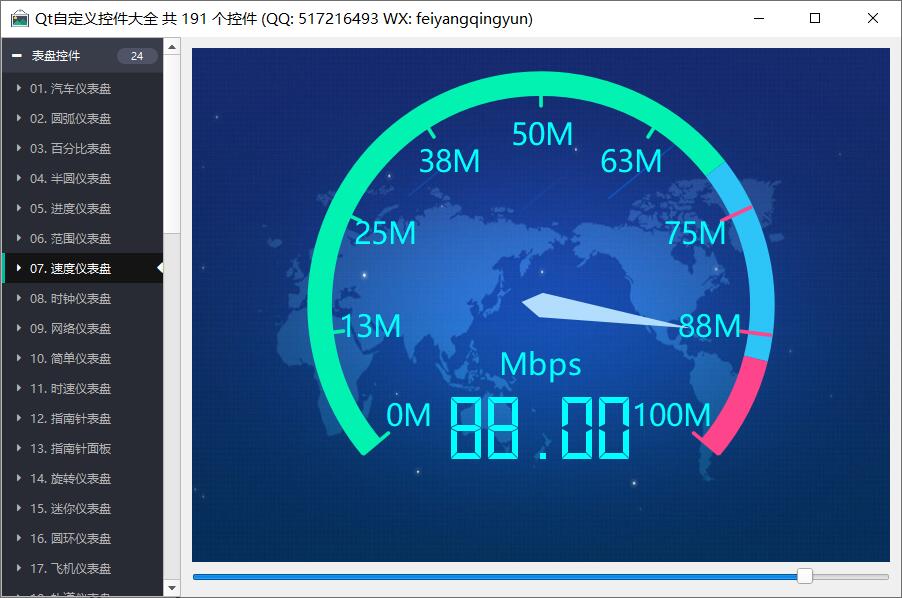 Qt自定义控件大全 共 191 个控件 (QQ: 517216493 WX: feiyangqingyun)
表盘控件 24
01. 汽车仪表盘
02. 圆弧仪表盘
03. 百分比表盘
04. 半圆仪表盘
05. 进度仪表盘
06. 范围仪表盘
07. 速度仪表盘
08. 时钟仪表盘
09. 网络仪表盘
10. 简单仪表盘
11. 时速仪表盘
12. 指南针表盘
13. 指南针面板
14. 旋转仪表盘
15. 迷你仪表盘
16. 圆环仪表盘
17. 飞机仪表盘
0M
13M
25M
38M
50M
63M
75M
88M
100M
Mbps
88.00